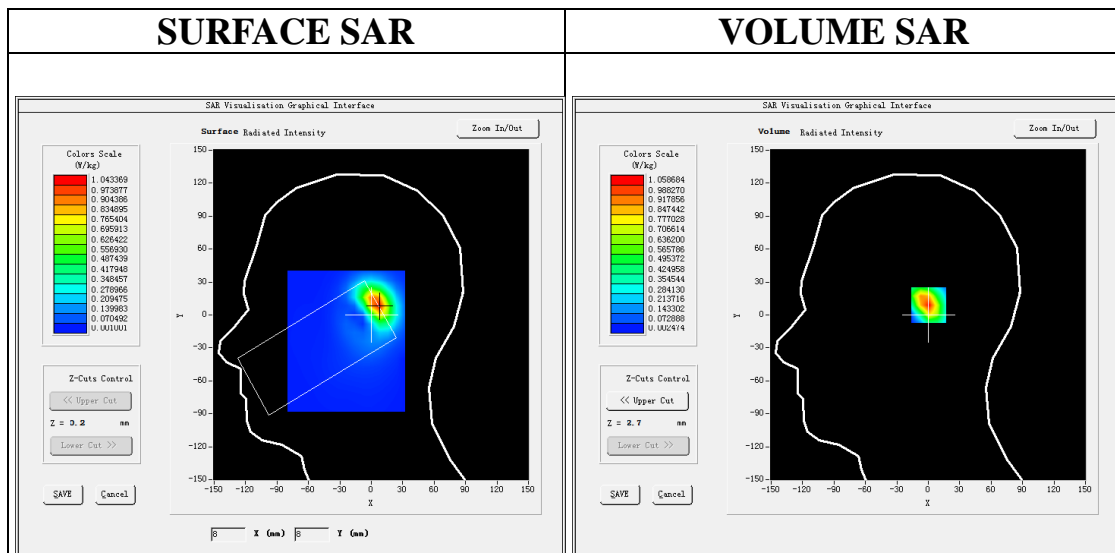 SURFACE SAR
VOLUME SAR
SAR Visualisation Graphical Interface
Surface Radiated Intensity
Zoom In/Out
Colors Scale
(W/kg)
1.043369
0.973877
0.904386
0.834895
0.765404
0.695913
0.626422
0.556930
0.487439
0.417948
0.348457
0.278966
0.209475
0.139983
0.070492
0.001001
150
120
90
60
30
0
-30
-60
-90
-120
-150
Y
-150 -120 -90 -60 -30 0 30 60 90 120 150
X
Z-Cuts Control
<< Upper Cut
Z = 3.2 mm
Lower Cut >>
SAVE Cancel
8 X (mm) 8 Y (mm)
SAR Visualisation Graphical Interface
Volume Radiated Intensity
Zoom In/Out
Colors Scale
(W/kg)
1.058684
0.988270
0.917856
0.847442
0.777028
0.706614
0.636200
0.565786
0.495372
0.424958
0.354544
0.284130
0.213716
0.143302
0.072888
0.002474
150
120
90
60
30
0
-30
-60
-90
-120
-150
Y
-150 -120 -90 -60 -30 0 30 60 90 120 150
X
Z-Cuts Control
<< Upper Cut
Z = 2.7 mm
Lower Cut >>
SAVE Cancel